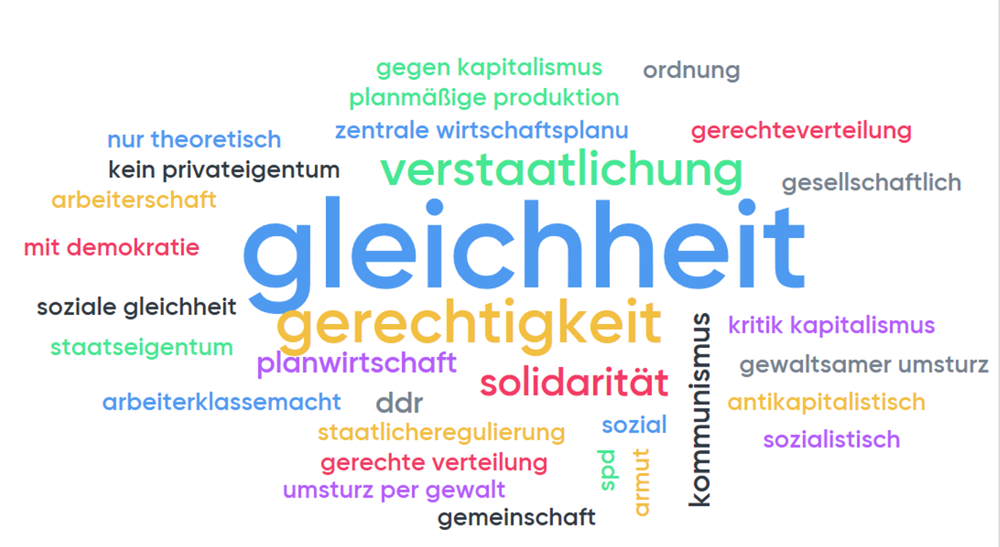 gegen kapitalismus
ordnung
planmäßige produktion
nur theoretisch
zentrale wirtschaftsplanu
gerechteverteilung
kein privateigentum
verstaatlichung
gesellschaftlich
arbeiterschaft
gleichheit
mit demokratie
soziale gleichheit
gerechtigkeit
kritik kapitalismus
staatseigentum
planwirtschaft
solidarität
kommunismus
gewaltsamer umsturz
arbeiterklassemacht
ddr
antikapitalistisch
staatlicheregulierung
sozial
sozialistisch
gerechte verteilung
spd
armut
umsturz per gewalt
gemeinschaft